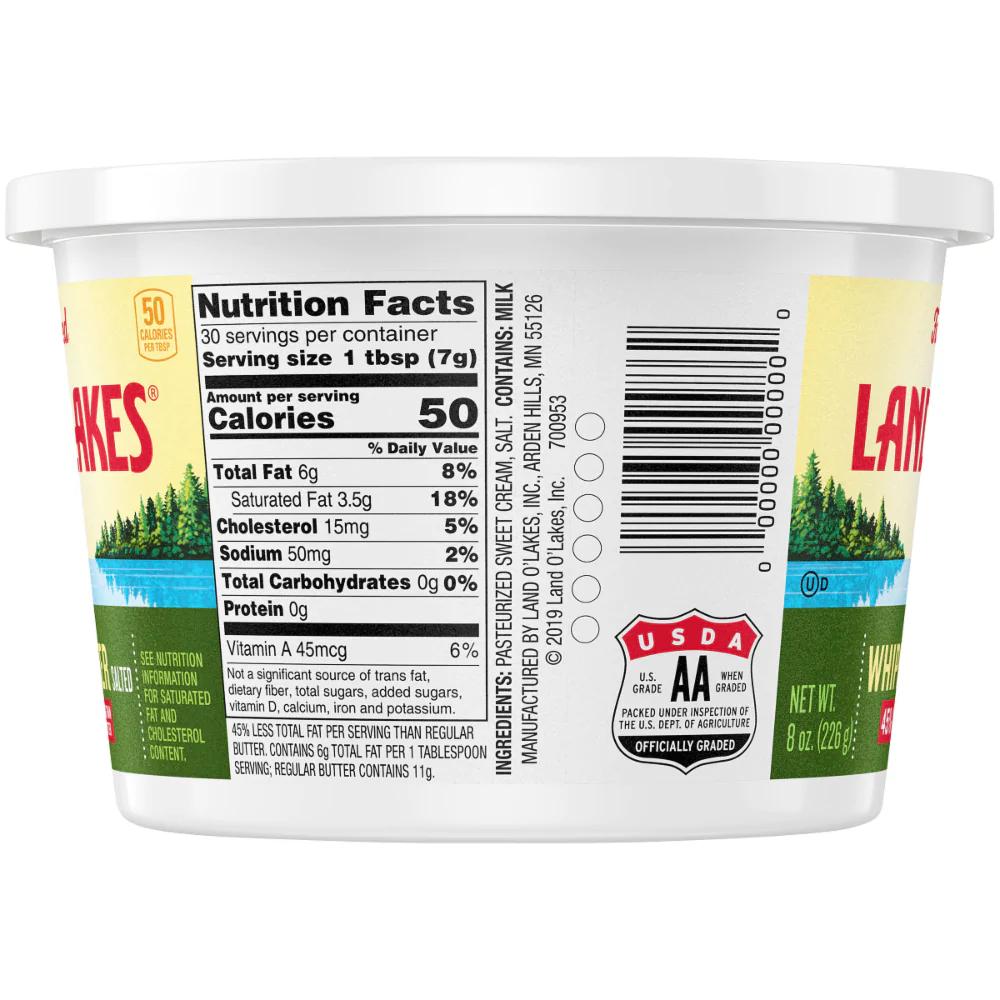 50
CALORIES
PER TBSP
AKES®
ER SALTED
SEE NUTRITION
INFORMATION
FOR SATURATED
FAT AND
CHOLESTEROL
CONTENT.
Nutrition Facts
30 servings per container
Serving size 1 tbsp (7g)
Amount per serving
Calories 50
% Daily Value
Total Fat 6g 8%
Saturated Fat 3.5g 18%
Cholesterol 15mg 5%
Sodium 50mg 2%
Total Carbohydrates 0g 0%
Protein 0g
Vitamin A 45mcg 6%
Not a significant source of trans fat,
dietary fiber, total sugars, added sugars,
vitamin D, calcium, iron and potassium.
45% LESS TOTAL FAT PER SERVING THAN REGULAR
BUTTER. CONTAINS 6g TOTAL FAT PER 1 TABLESPOON
SERVING; REGULAR BUTTER CONTAINS 11g.
INGREDIENTS: PASTEURIZED SWEET CREAM, SALT. CONTAINS: MILK
MANUFACTURED BY LAND O'LAKES, INC., ARDEN HILLS, MN 55126
© 2019 Land O'Lakes, Inc. 700953
0 00000 00000 0
USDA
U.S.
GRADE
AA
WHEN
GRADED
PACKED UNDER INSPECTION OF
THE U.S. DEPT. OF AGRICULTURE
OFFICIALLY GRADED
LAN
U D
NET WT.
8 oz. (226 g)
WHIP
45%